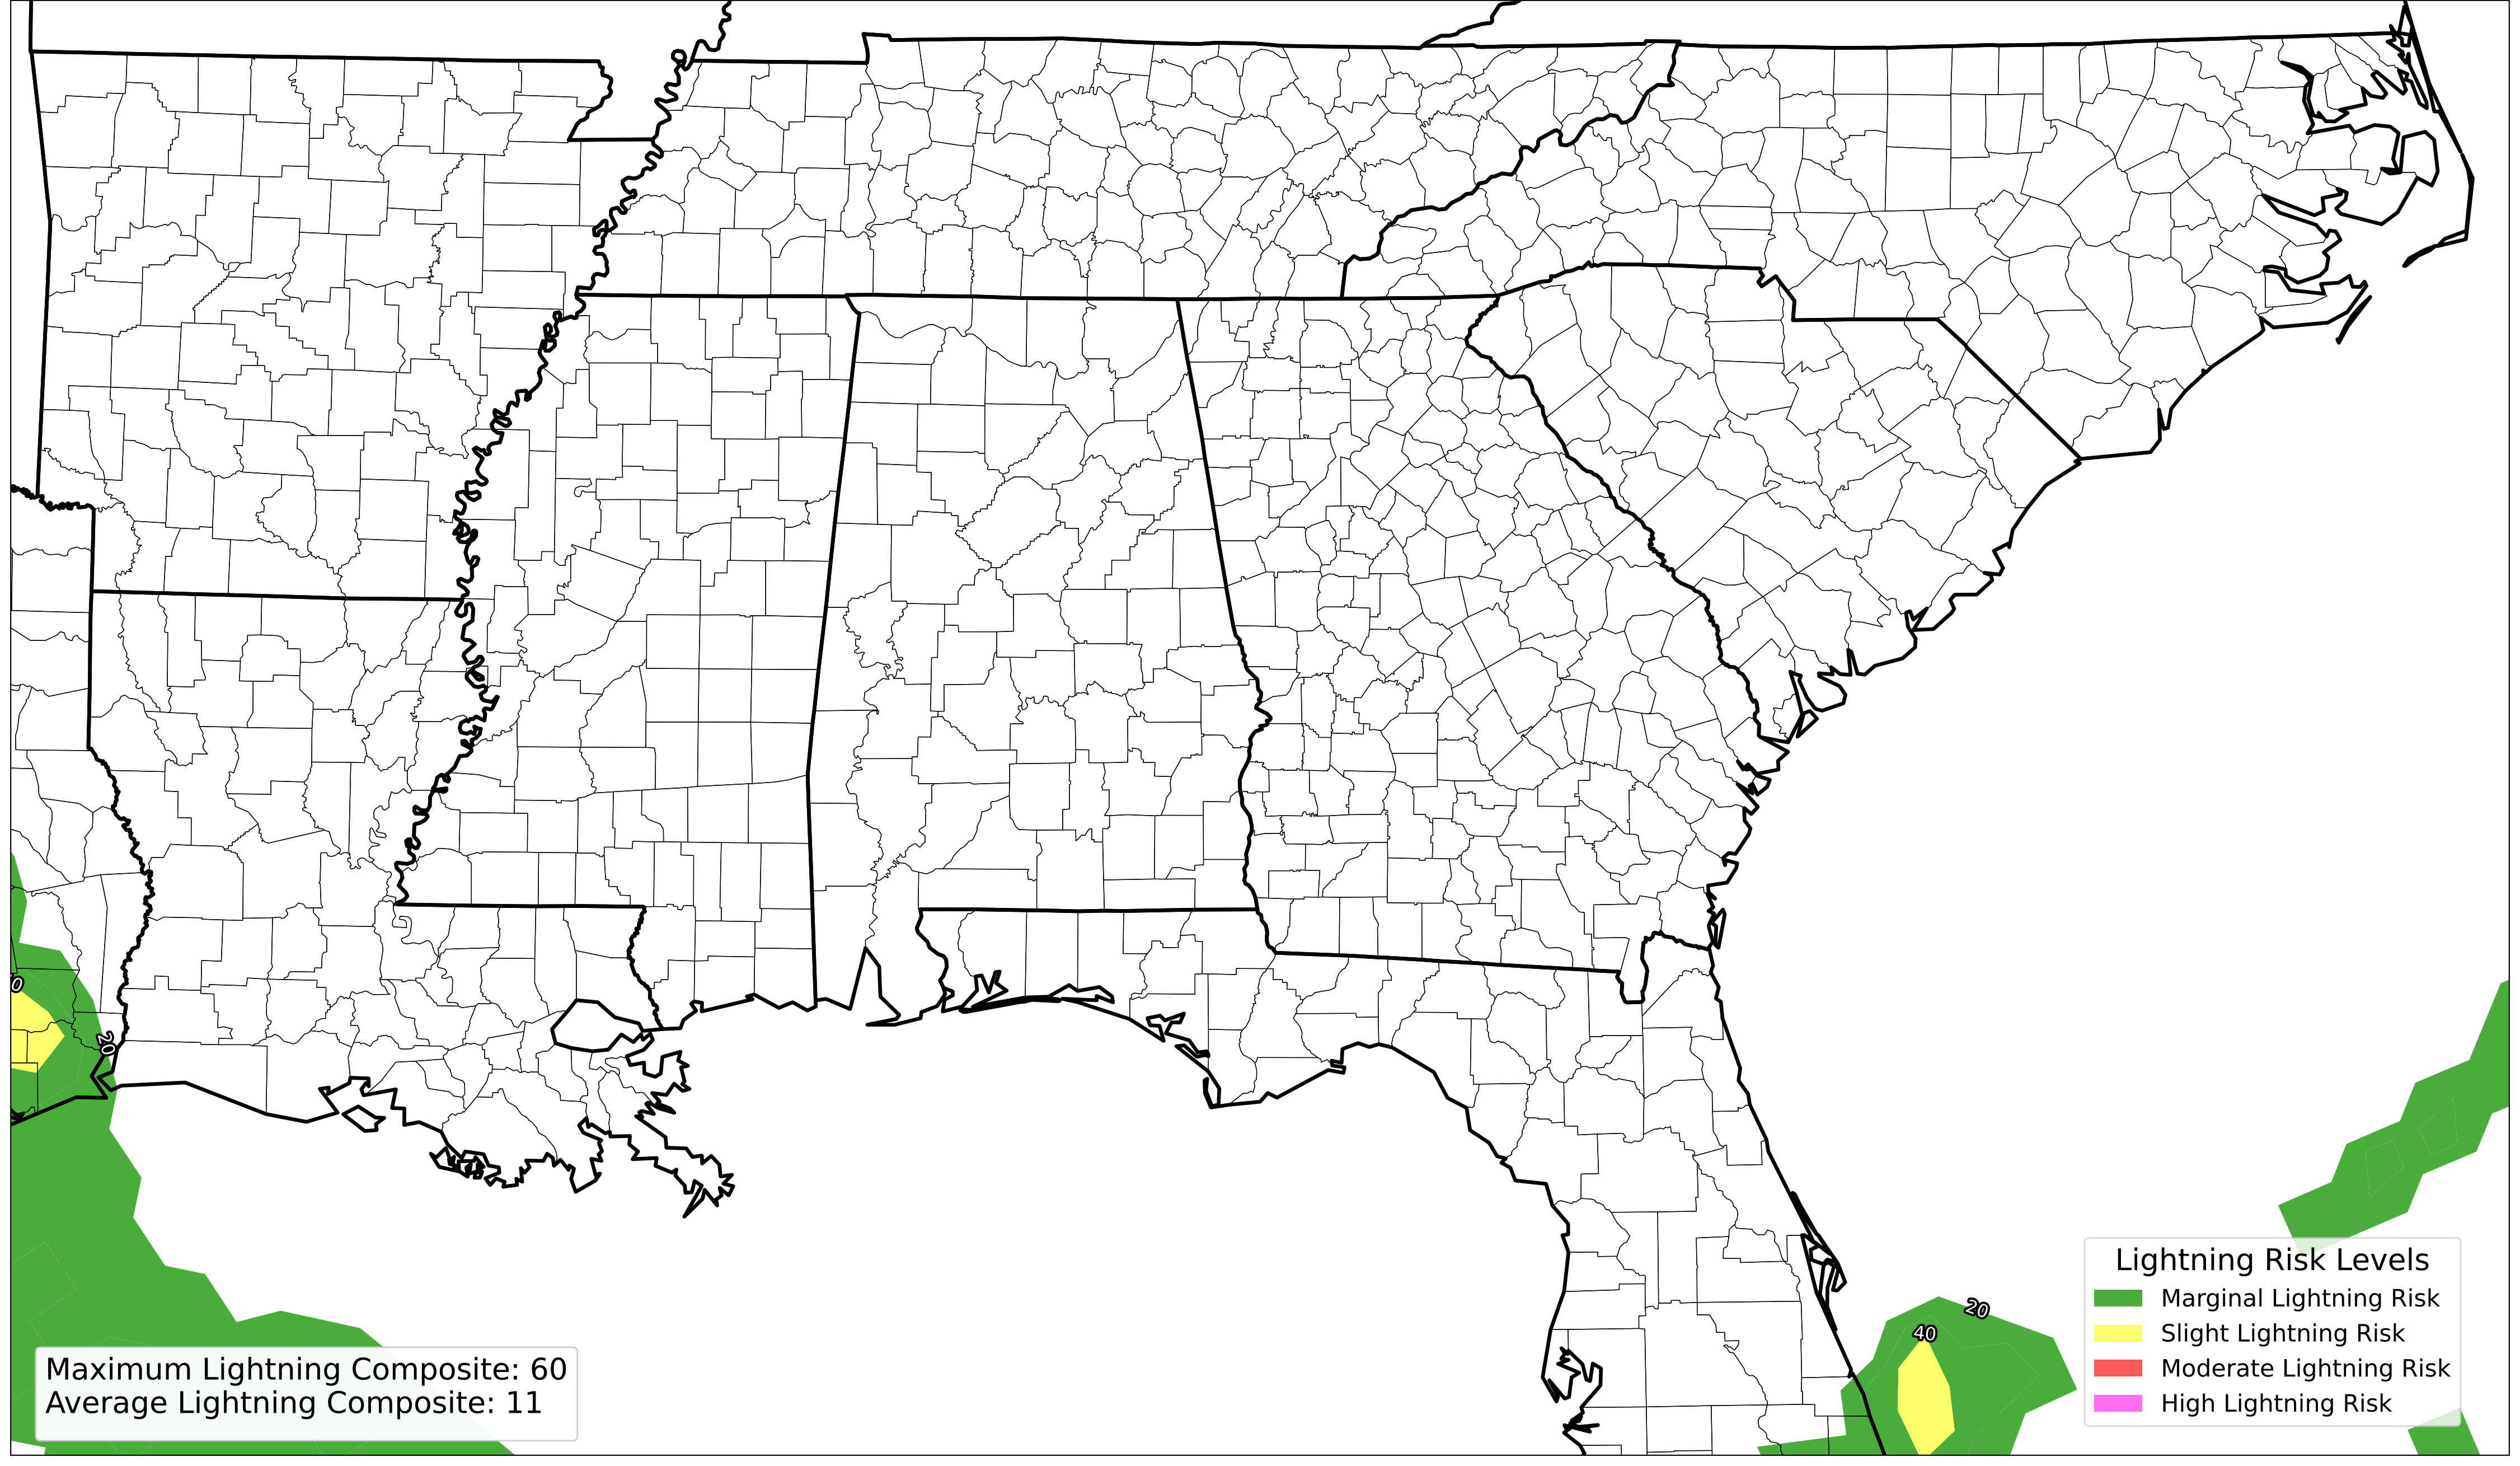 0
20
20
40
Lightning Risk Levels
Marginal Lightning Risk
Slight Lightning Risk
Moderate Lightning Risk
High Lightning Risk
Maximum Lightning Composite: 60
Average Lightning Composite: 11